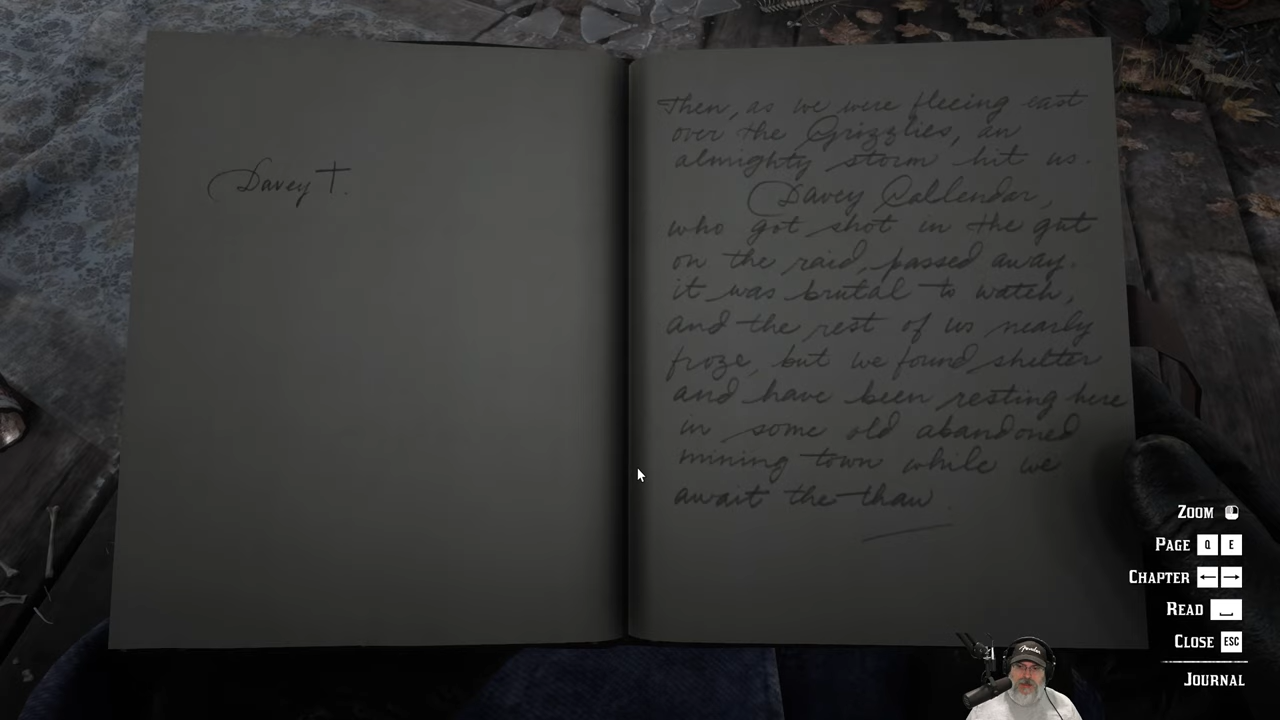 Davey T.
Then, as we were fleeing east
over the Grizzlies, an
almighty storm hit us.
Davey Callendar,
who got shot in the gut
on the raid, passed away.
it was brutal to watch,
and the rest of us nearly
froze, but we found shelter
and have been resting here
in some old abandoned
mining town while we
await the thaw.
ZOOM
PAGE Q E
CHAPTER ← →
READ
CLOSE ESC
JOURNAL
Fender